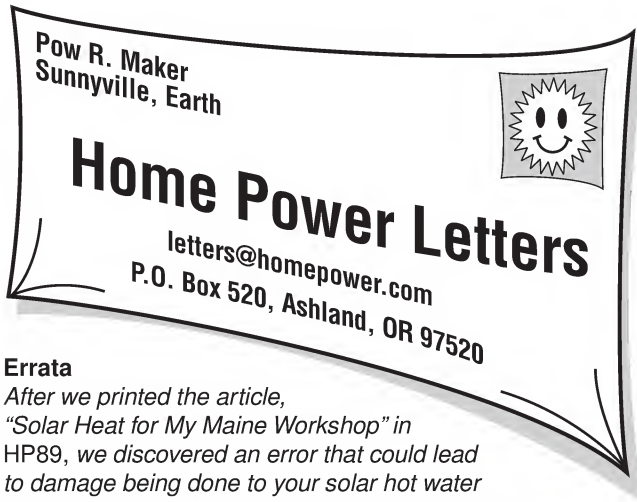 Pow R. Maker
Sunnyville, Earth
Home Power Letters
letters@homepower.com
P.O. Box 520, Ashland, OR 97520
Errata
After we printed the article,
“Solar Heat for My Maine Workshop” in
HP89, we discovered an error that could lead
to damage being done to your solar hot water